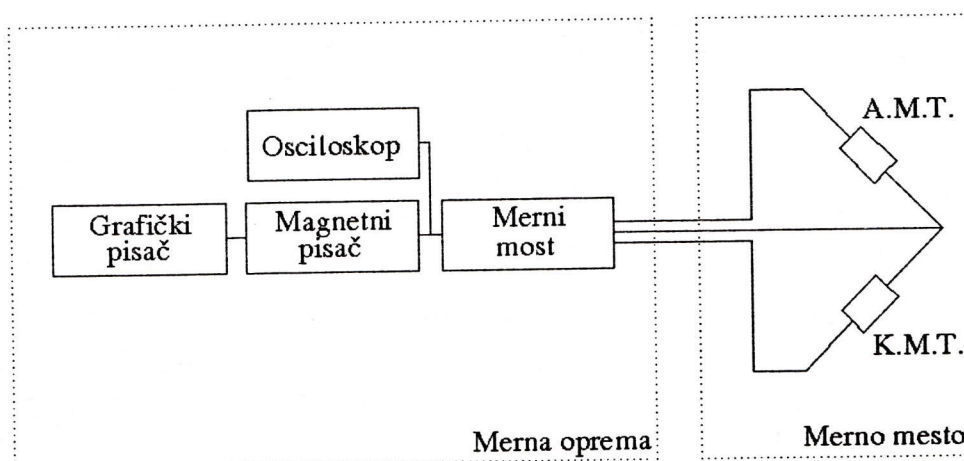 A.M.T.
Osciloskop
Grafički
pisač
Magnetni
pisač
Merni
most
K.M.T.
Merna oprema
Merno mesto